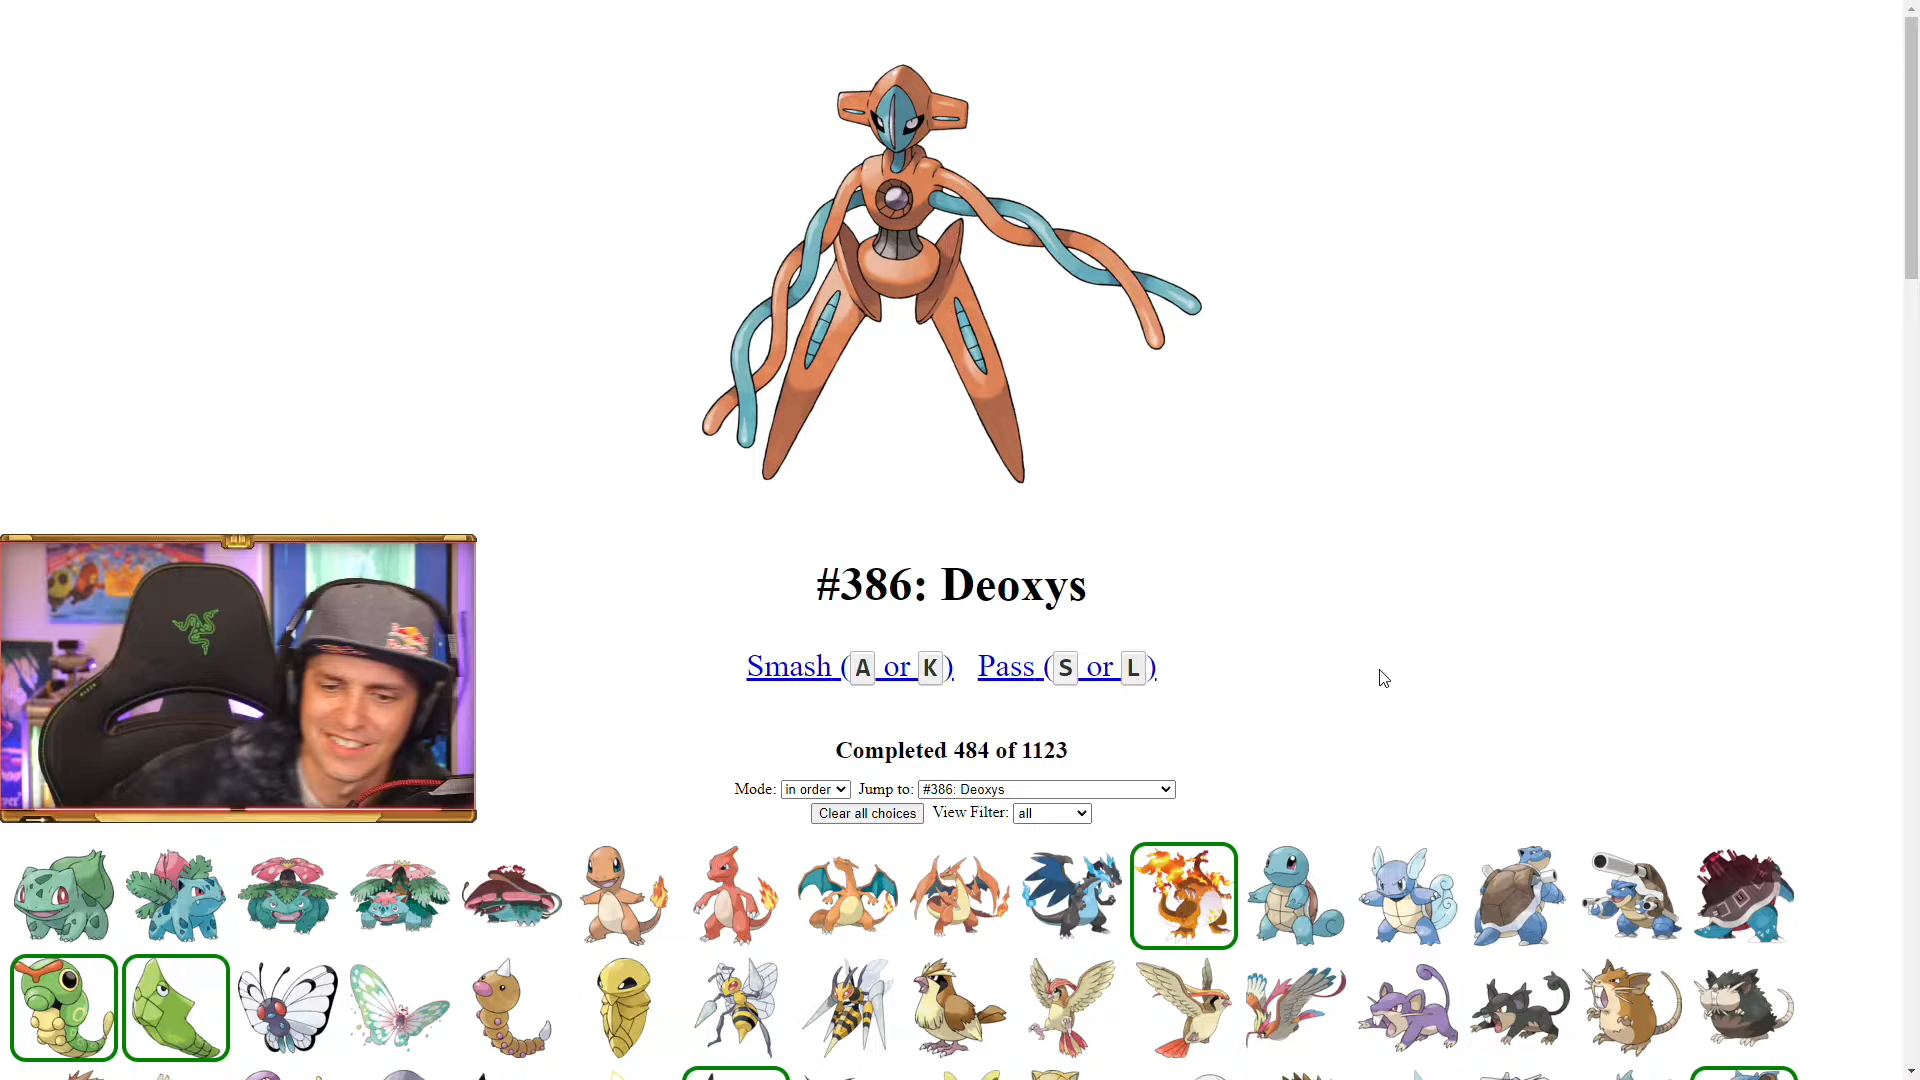 #386: Deoxys
Smash (A or K) Pass (S or L)
Completed 484 of 1123
Mode: in order Jump to: #386: Deoxys
Clear all choices View Filter: all